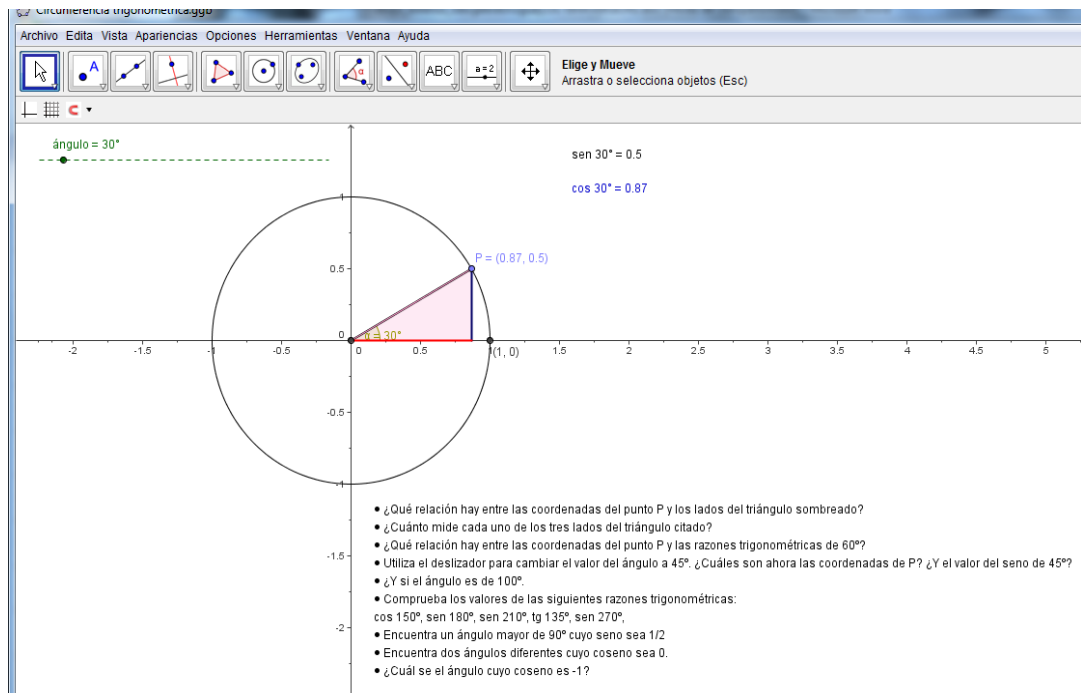 Circunferencia trigonométrica.ggb
Archivo Edita Vista Apariencias Opciones Herramientas Ventana Ayuda
A
α
ABC
a=2
Elige y Mueve
Arrastra o selecciona objetos (Esc)
ángulo = 30°
sen 30° = 0.5
cos 30° = 0.87
1
P = (0.87, 0.5)
0.5
0
α = 30°
-2 -1.5 -1 -0.5 0 0.5 1 1.5 2 2.5 3 3.5 4 4.5 5
(1, 0)
-0.5
-1
• ¿Qué relación hay entre las coordenadas del punto P y los lados del triángulo sombreado?
• ¿Cuánto mide cada uno de los tres lados del triángulo citado?
• ¿Qué relación hay entre las coordenadas del punto P y las razones trigonométricas de 60º?
-1.5
• Utiliza el deslizador para cambiar el valor del ángulo a 45º. ¿Cuáles son ahora las coordenadas de P? ¿Y el valor del seno de 45º?
• ¿Y si el ángulo es de 100º.
• Comprueba los valores de las siguientes razones trigonométricas:
cos 150º, sen 180º, sen 210º, tg 135º, sen 270º,
-2
• Encuentra un ángulo mayor de 90º cuyo seno sea 1/2
• Encuentra dos ángulos diferentes cuyo coseno sea 0.
• ¿Cuál se el ángulo cuyo coseno es -1?